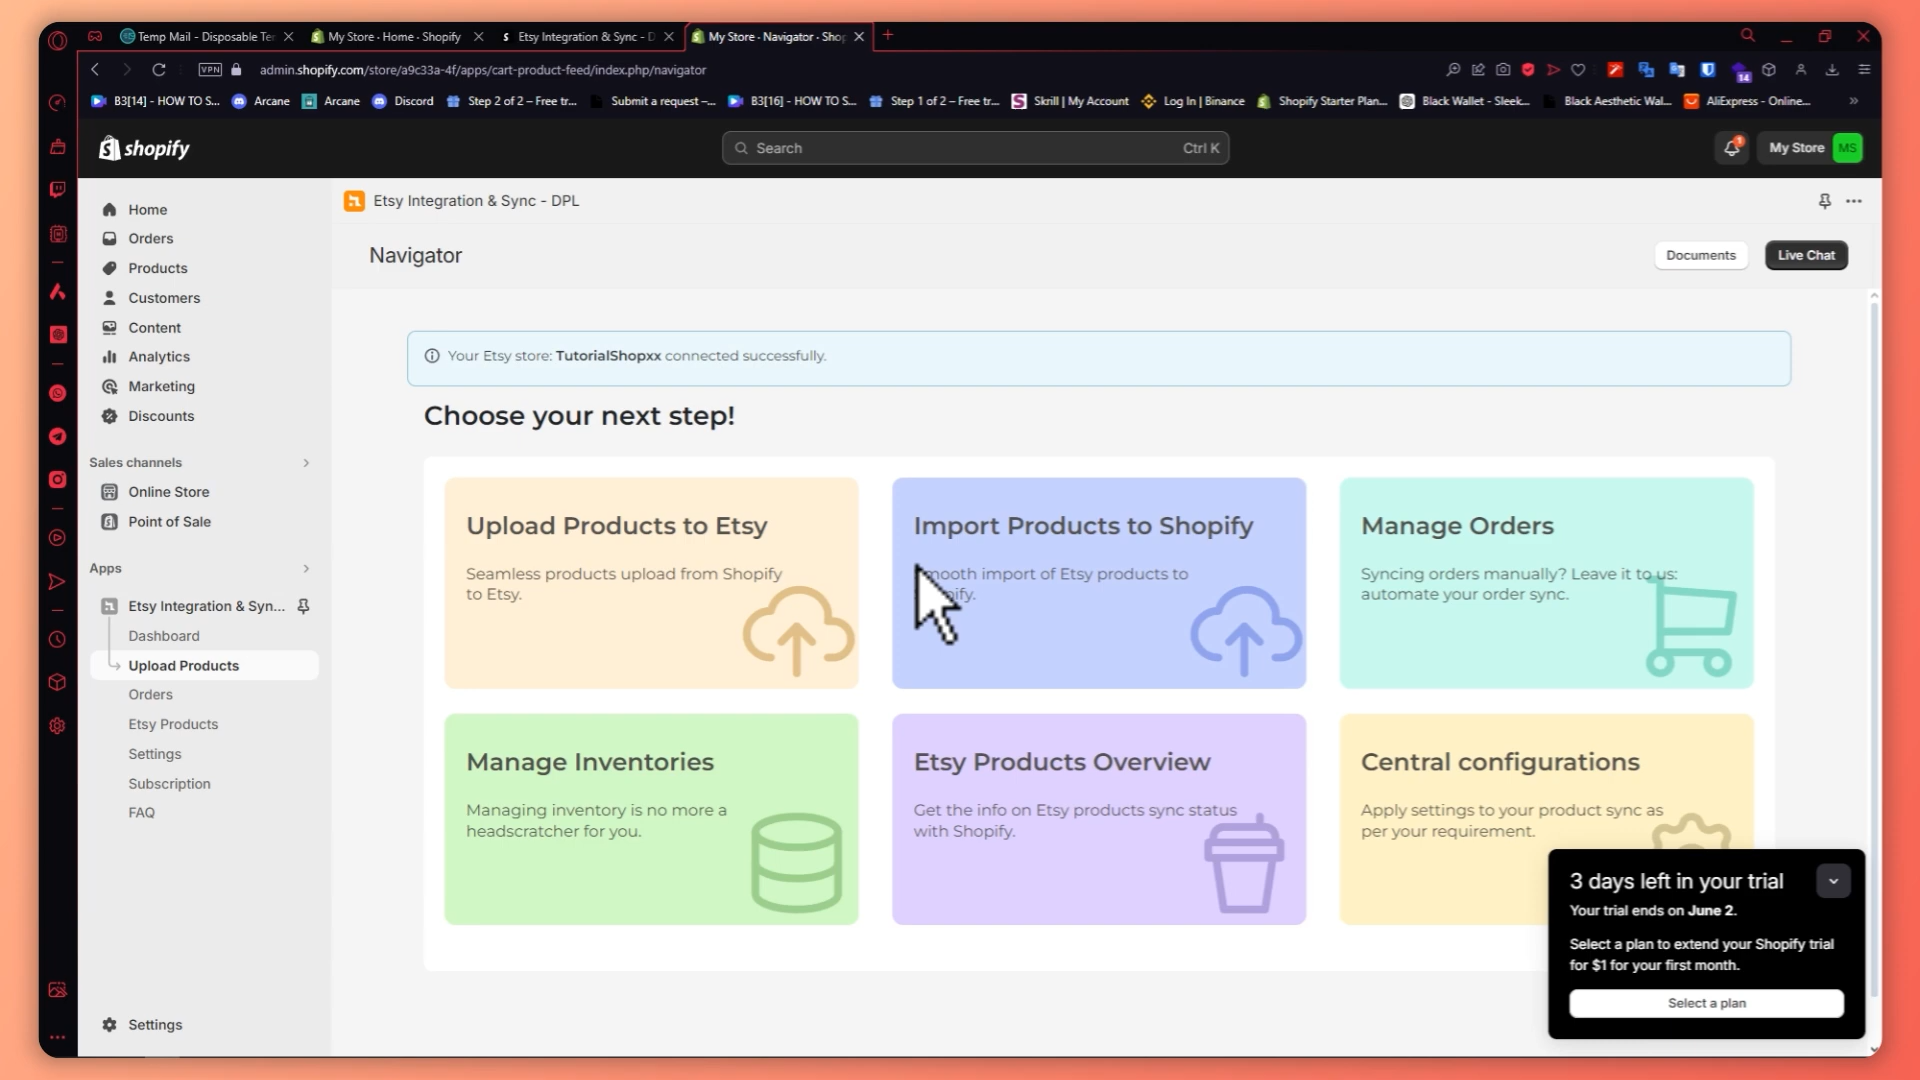 Temp Mail - Disposable Te
My Store · Home · Shopify
Etsy Integration & Sync - D
My Store · Navigator · Shop
VPN
admin.shopify.com/store/a9c33a-4f/apps/cart-product-feed/index.php/navigator
14
B3[14] - HOW TO S...
Arcane
Arcane
Discord
Step 2 of 2 – Free tr...
Submit a request –...
B3[16] - HOW TO S...
Step 1 of 2 – Free tr...
Skrill | My Account
Log In | Binance
Shopify Starter Plan...
Black Wallet - Sleek...
Black Aesthetic Wal...
AliExpress - Online...
shopify
Search
Ctrl K
1
My Store
MS
Home
Orders
Products
Customers
Content
Analytics
Marketing
Discounts
Sales channels
Online Store
Point of Sale
Apps
Etsy Integration & Syn...
Dashboard
Upload Products
Orders
Etsy Products
Settings
Subscription
FAQ
Settings
Etsy Integration & Sync - DPL
Navigator
Documents
Live Chat
Your Etsy store: TutorialShopxx connected successfully.
Choose your next step!
Upload Products to Etsy
Seamless products upload from Shopify
to Etsy.
Import Products to Shopify
mooth import of Etsy products to
pify.
Manage Orders
Syncing orders manually? Leave it to us:
automate your order sync.
Manage Inventories
Managing inventory is no more a
headscratcher for you.
Etsy Products Overview
Get the info on Etsy products sync status
with Shopify.
Central configurations
Apply settings to your product sync as
per your requirement.
3 days left in your trial
Your trial ends on June 2.
Select a plan to extend your Shopify trial
for $1 for your first month.
Select a plan